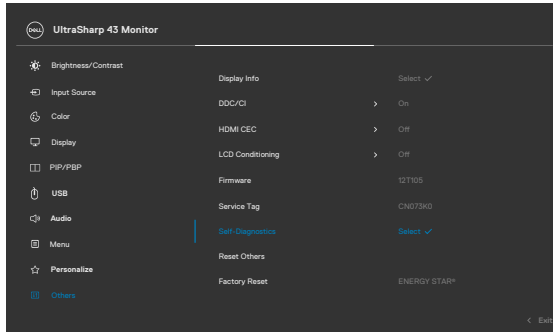 DELL UltraSharp 43 Monitor
Brightness/Contrast
Input Source
Color
Display
PIP/PBP
USB
Audio
Menu
Personalize
Others
Display Info Select ✓
DDC/CI > On
HDMI CEC > Off
LCD Conditioning > Off
Firmware 12T105
Service Tag CN073K0
Self-Diagnostics Select ✓
Reset Others
Factory Reset ENERGY STAR®
< Exit